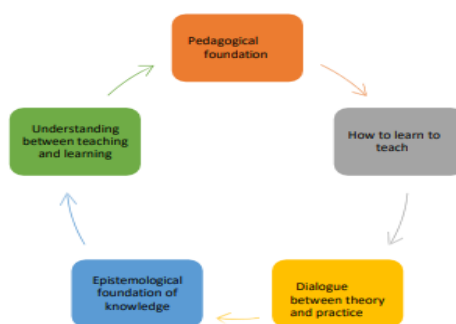 Pedagogical
foundation
How to learn to
teach
Dialogue
between theory
and practice
Epistemological
foundation of
knowledge
Understanding
between teaching
and learning